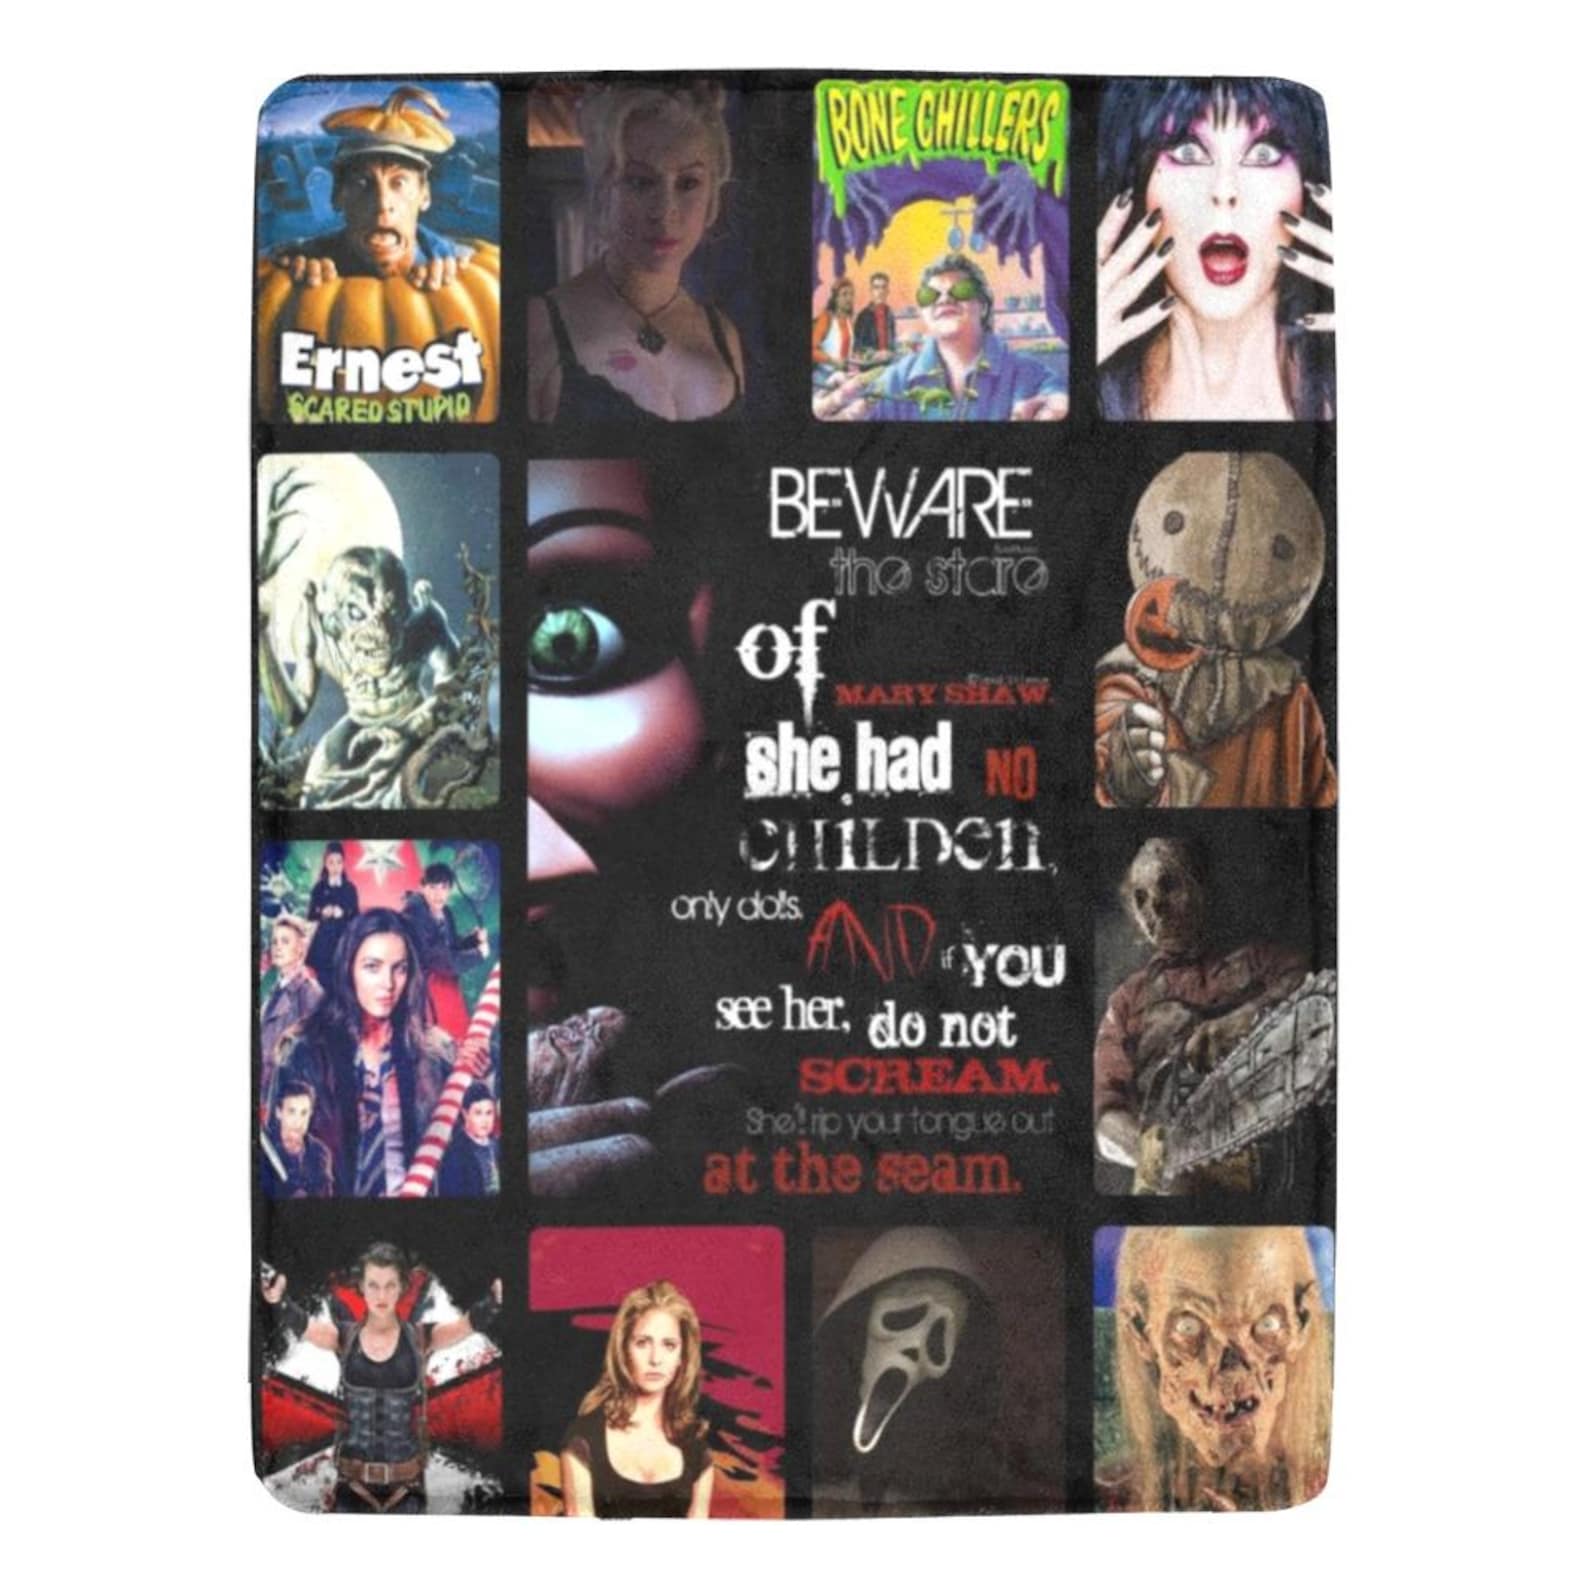 Ernest
SCARED STUPID
BONE CHILLERS
BEWARE
the stare
of
MARY SHAW.
she had NO
CHILDREN,
only dolls.
AND if YOU
see her, do not
SCREAM.
She'll rip your tongue out
at the seam.